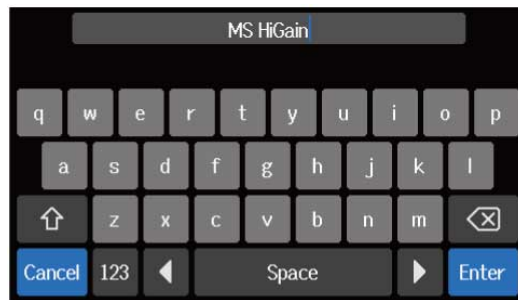 MS HiGain
q w e r t y u i o p
a s d f g h j k l
z x c v b n m
Cancel 123 Space Enter